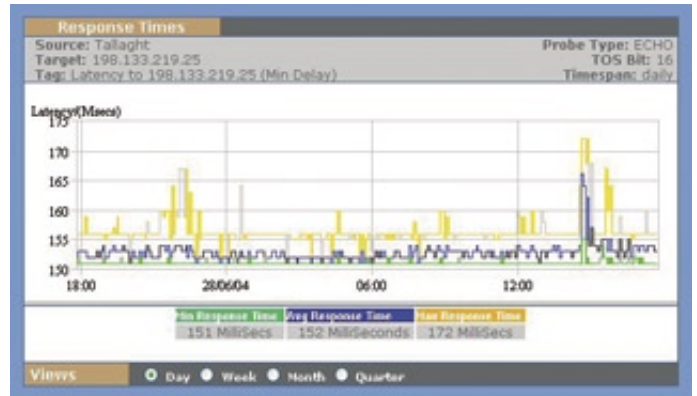 Response Times
Source: Tallaght
Probe Type: ECHO
Target: 198.133.219.25
TOS Bit: 16
Tag: Latency to 198.133.219.25 (Min Delay)
Timespan: daily
Latency(Msecs)
175
170
165
160
155
150
18:00 28/06/04 06:00 12:00
Min Response Time Avg Response Time Max Response Time
151 MilliSecs 152 MilliSeconds 172 MilliSecs
Views Day Week Month Quarter